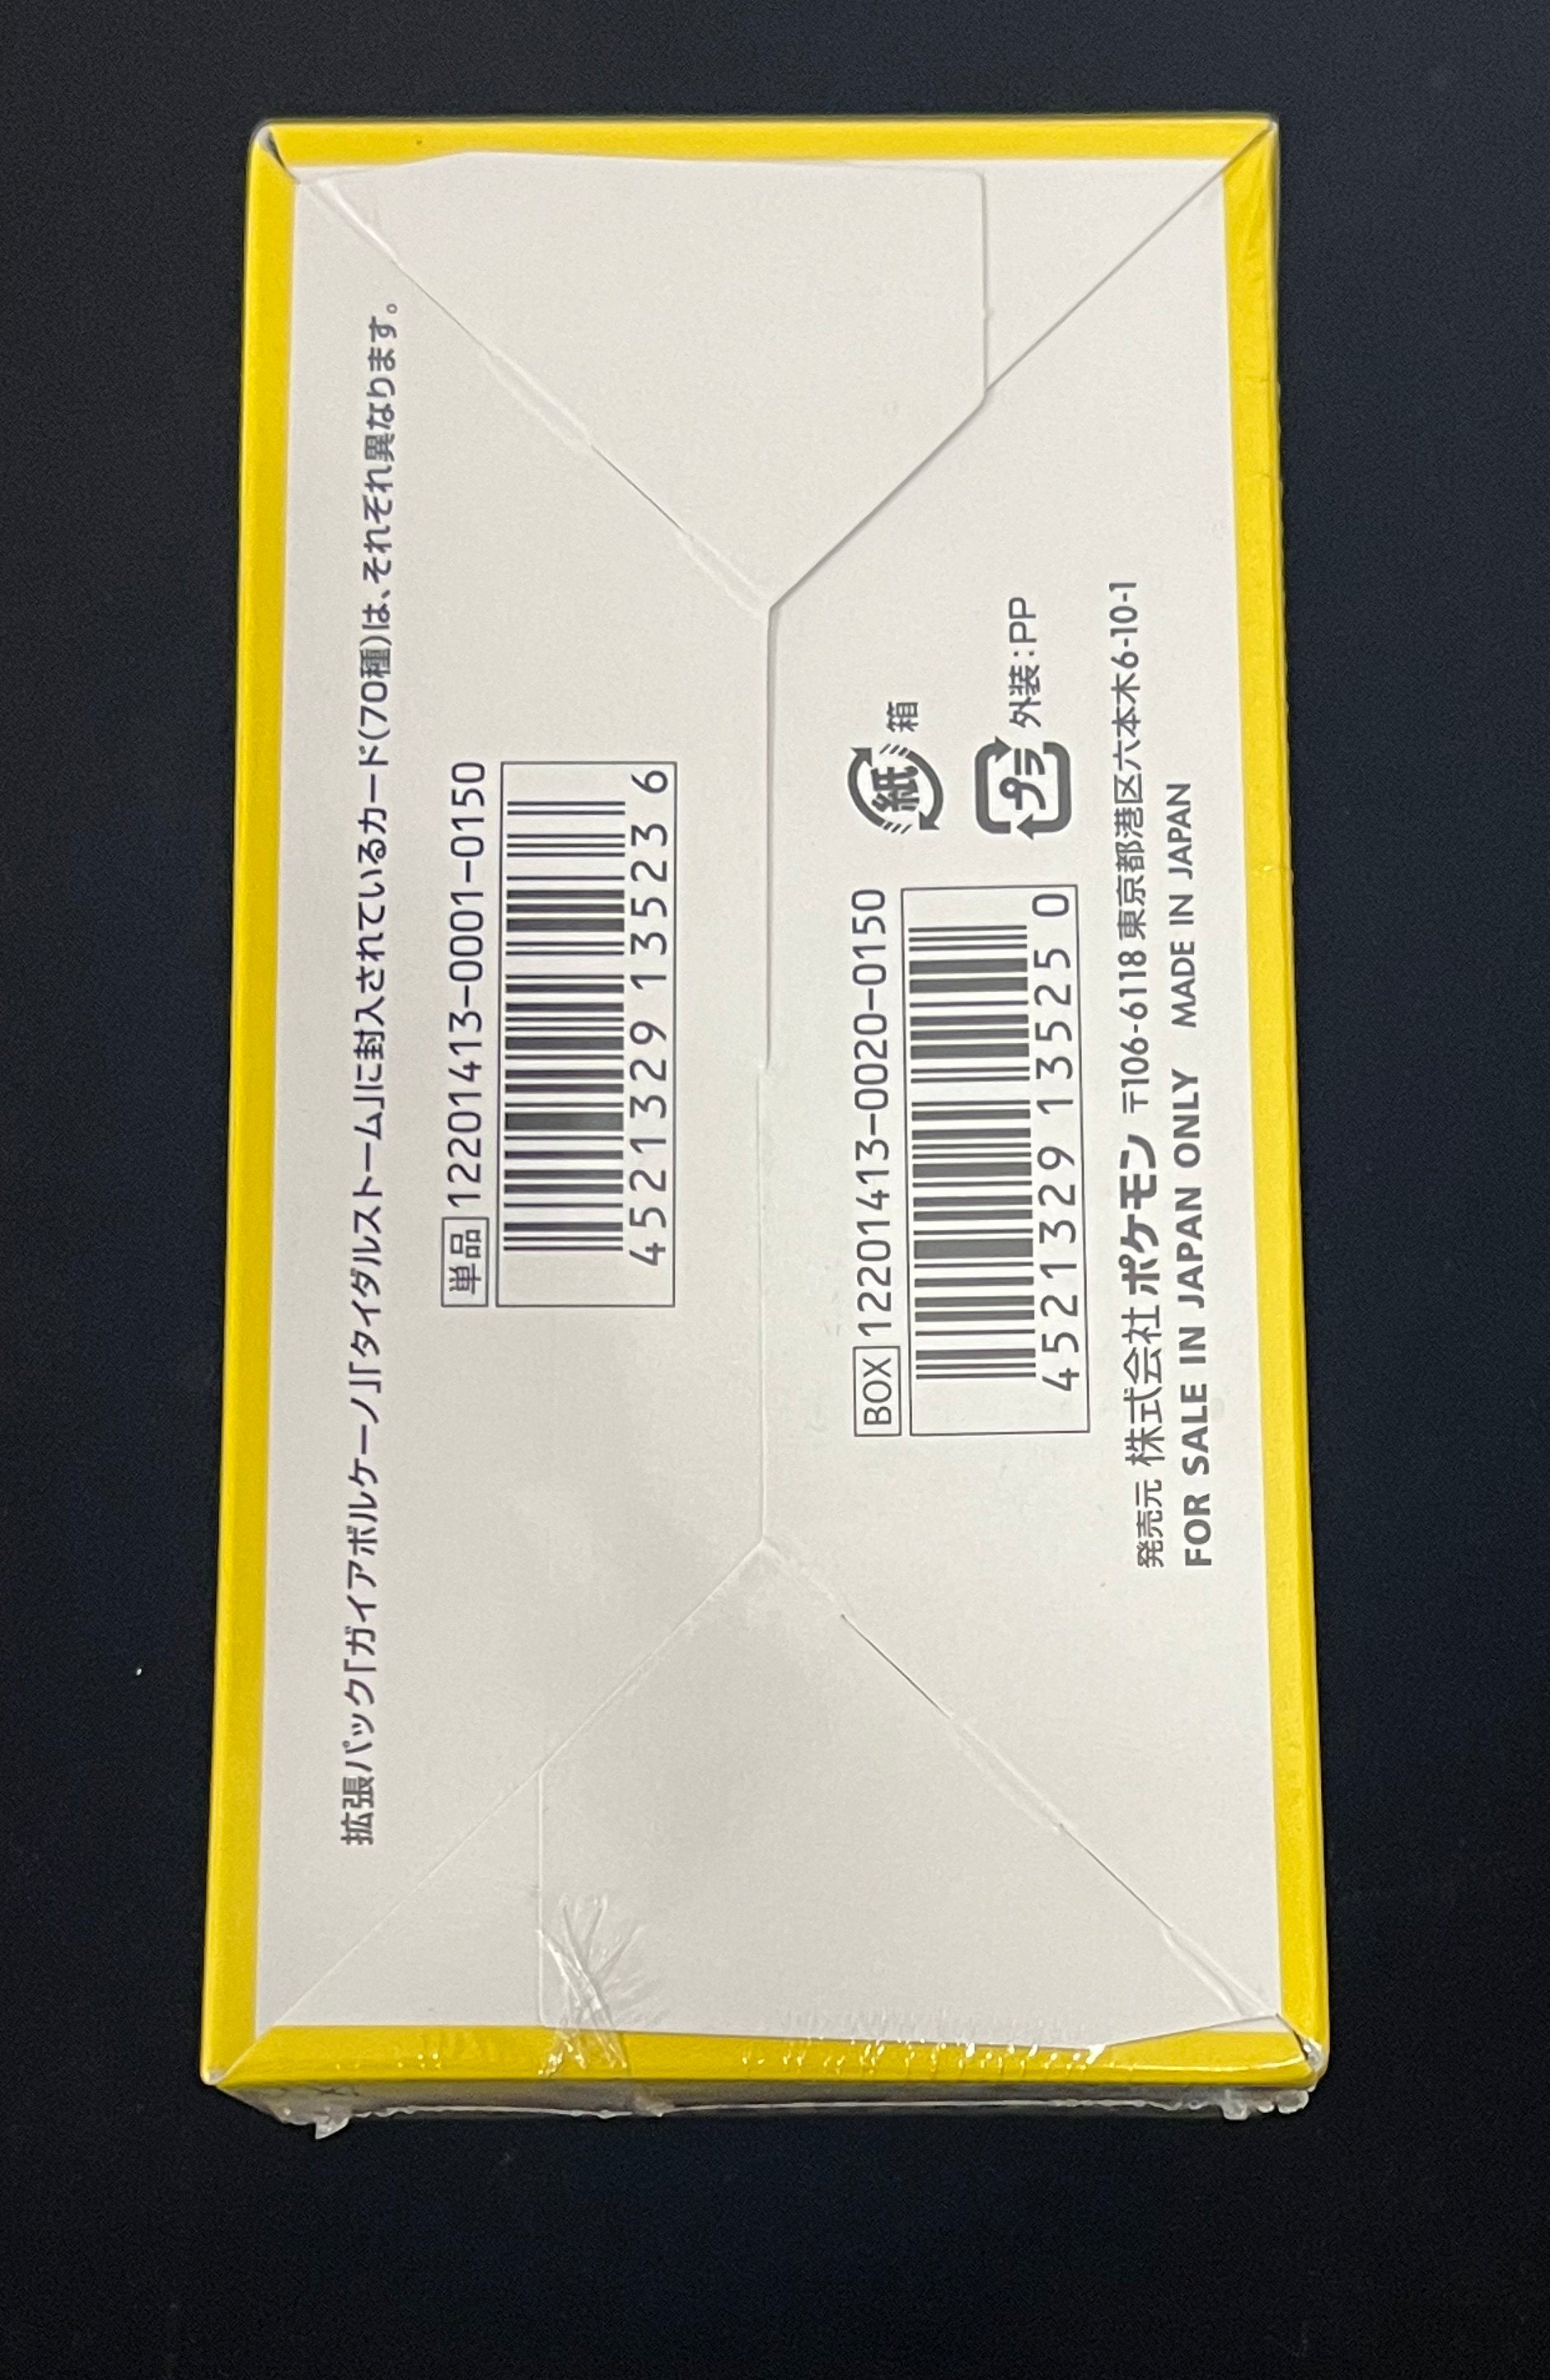 拡張パック「ガイアボルケーノ」「タイダルストーム」に封入されているカード(70種)は、それぞれ異なります。
単品 12201413-0001-0150
4521329 13523 6
BOX 12201413-0020-0150
4521329 13525 0
紙 箱
プラ 外装:PP
発売元 株式会社ポケモン 〒106-6118 東京都港区六本木6-10-1
FOR SALE IN JAPAN ONLY MADE IN JAPAN